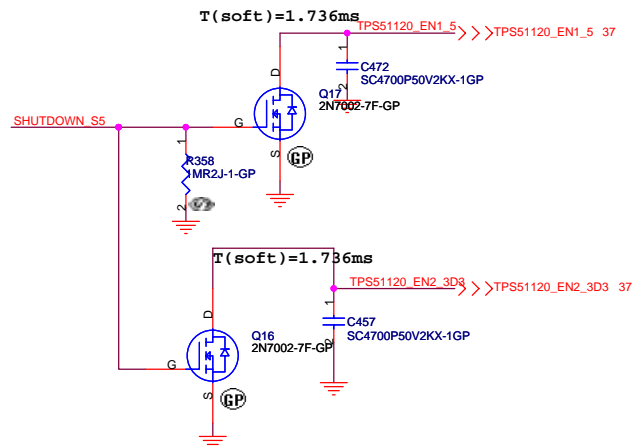 T(soft)=1.736ms
TPS51120_EN1_5
TPS51120_EN1_5 37
1
C472
SC4700P50V2KX-1GP
2
D
Q17
2N7002-7F-GP
G
S
GP
SHUTDOWN_S5
1
R358
1MR2J-1-GP
2
T(soft)=1.736ms
TPS51120_EN2_3D3
TPS51120_EN2_3D3 37
1
C457
SC4700P50V2KX-1GP
2
D
Q16
2N7002-7F-GP
G
S
GP